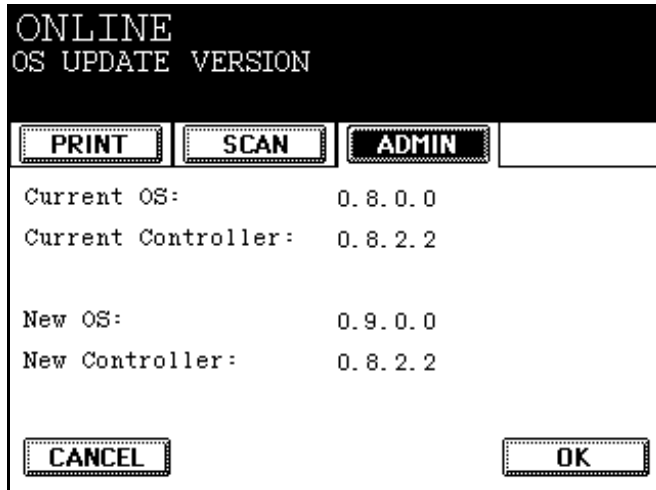 ONLINE
OS UPDATE VERSION
PRINT SCAN ADMIN
Current OS: 0.8.0.0
Current Controller: 0.8.2.2
New OS: 0.9.0.0
New Controller: 0.8.2.2
CANCEL OK